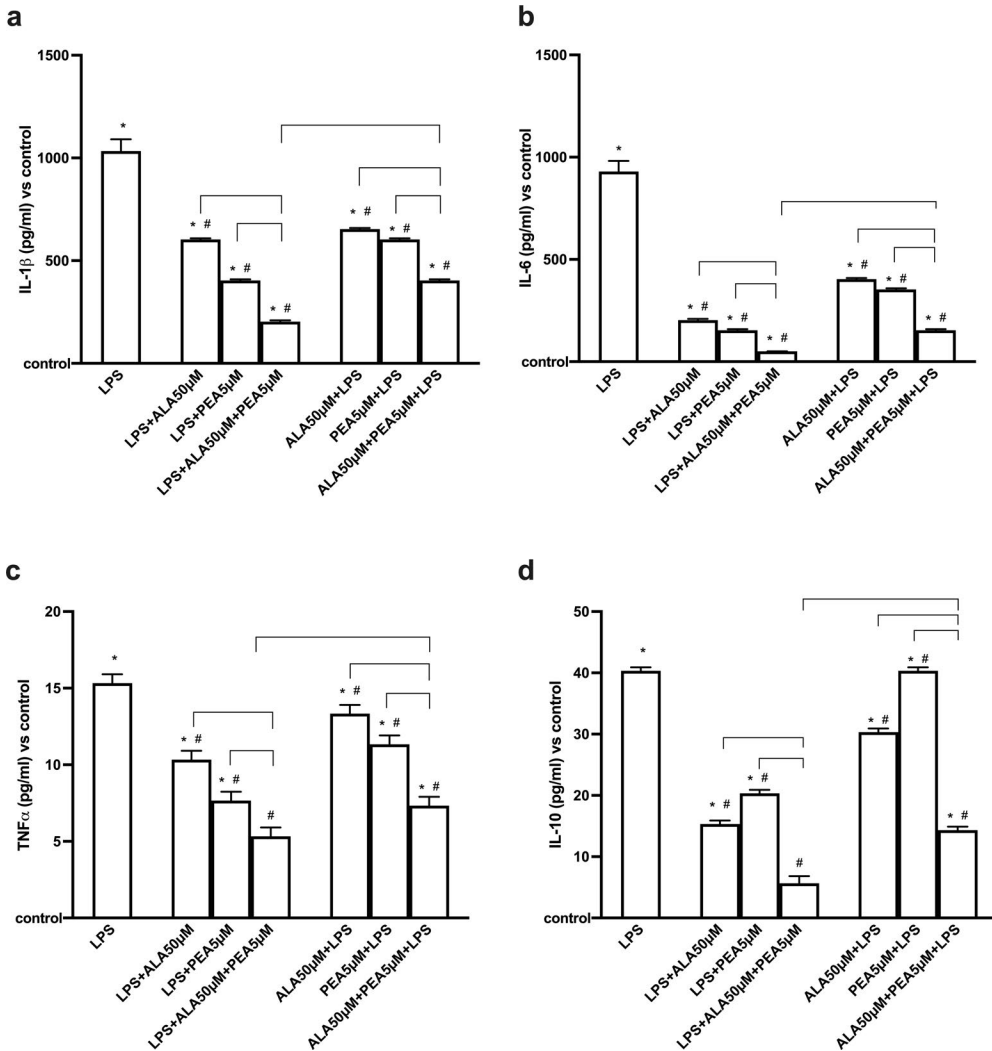 a
IL-1β (pg/ml) vs control
1500
1000
500
control
*
* #
* #
* #
* #
* #
* #
LPS
LPS+ALA50µM
LPS+PEA5µM
LPS+ALA50µM+PEA5µM
ALA50µM+LPS
PEA5µM+LPS
ALA50µM+PEA5µM+LPS
b
IL-6 (pg/ml) vs control
1500
1000
500
control
*
* #
* #
* #
* #
* #
* #
LPS
LPS+ALA50µM
LPS+PEA5µM
LPS+ALA50µM+PEA5µM
ALA50µM+LPS
PEA5µM+LPS
ALA50µM+PEA5µM+LPS
c
TNFα (pg/ml) vs control
20
15
10
5
control
*
* #
* #
#
* #
* #
* #
LPS
LPS+ALA50µM
LPS+PEA5µM
LPS+ALA50µM+PEA5µM
ALA50µM+LPS
PEA5µM+LPS
ALA50µM+PEA5µM+LPS
d
IL-10 (pg/ml) vs control
50
40
30
20
10
control
*
* #
* #
#
* #
* #
* #
LPS
LPS+ALA50µM
LPS+PEA5µM
LPS+ALA50µM+PEA5µM
ALA50µM+LPS
PEA5µM+LPS
ALA50µM+PEA5µM+LPS